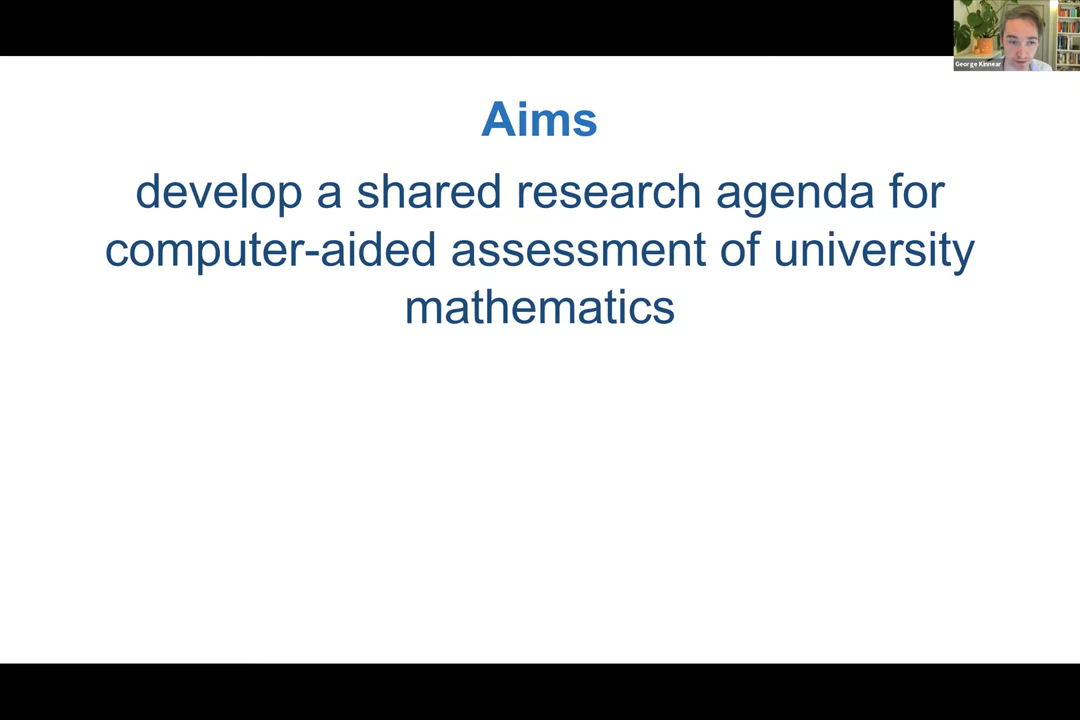 George Kinnear
Aims
develop a shared research agenda for
computer-aided assessment of university
mathematics